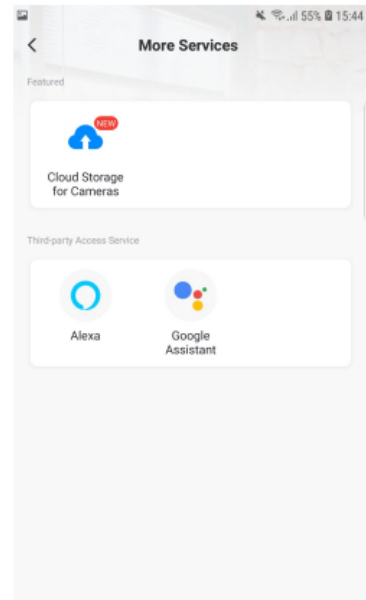 55% 15:44
More Services
Featured
NEW
Cloud Storage
for Cameras
Third-party Access Service
Alexa
Google
Assistant